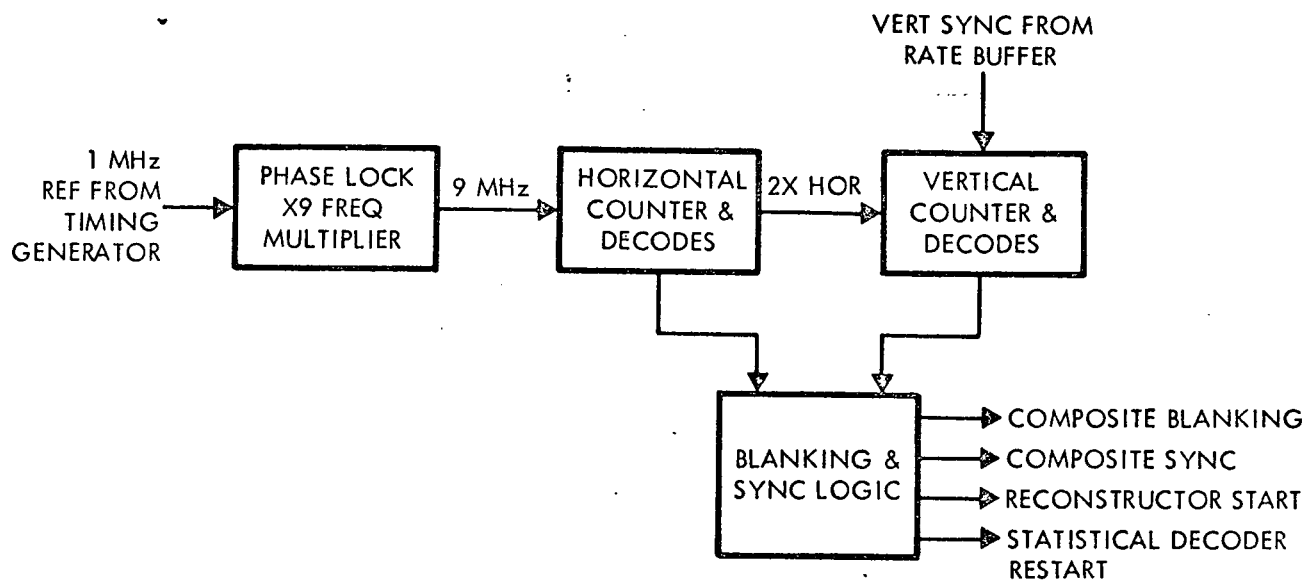 VERT SYNC FROM
RATE BUFFER
1 MHz
REF FROM
TIMING
GENERATOR
PHASE LOCK
X9 FREQ
MULTIPLIER
9 MHz
HORIZONTAL
COUNTER &
DECODES
2X HOR
VERTICAL
COUNTER &
DECODES
BLANKING &
SYNC LOGIC
COMPOSITE BLANKING
COMPOSITE SYNC
RECONSTRUCTOR START
STATISTICAL DECODER
RESTART